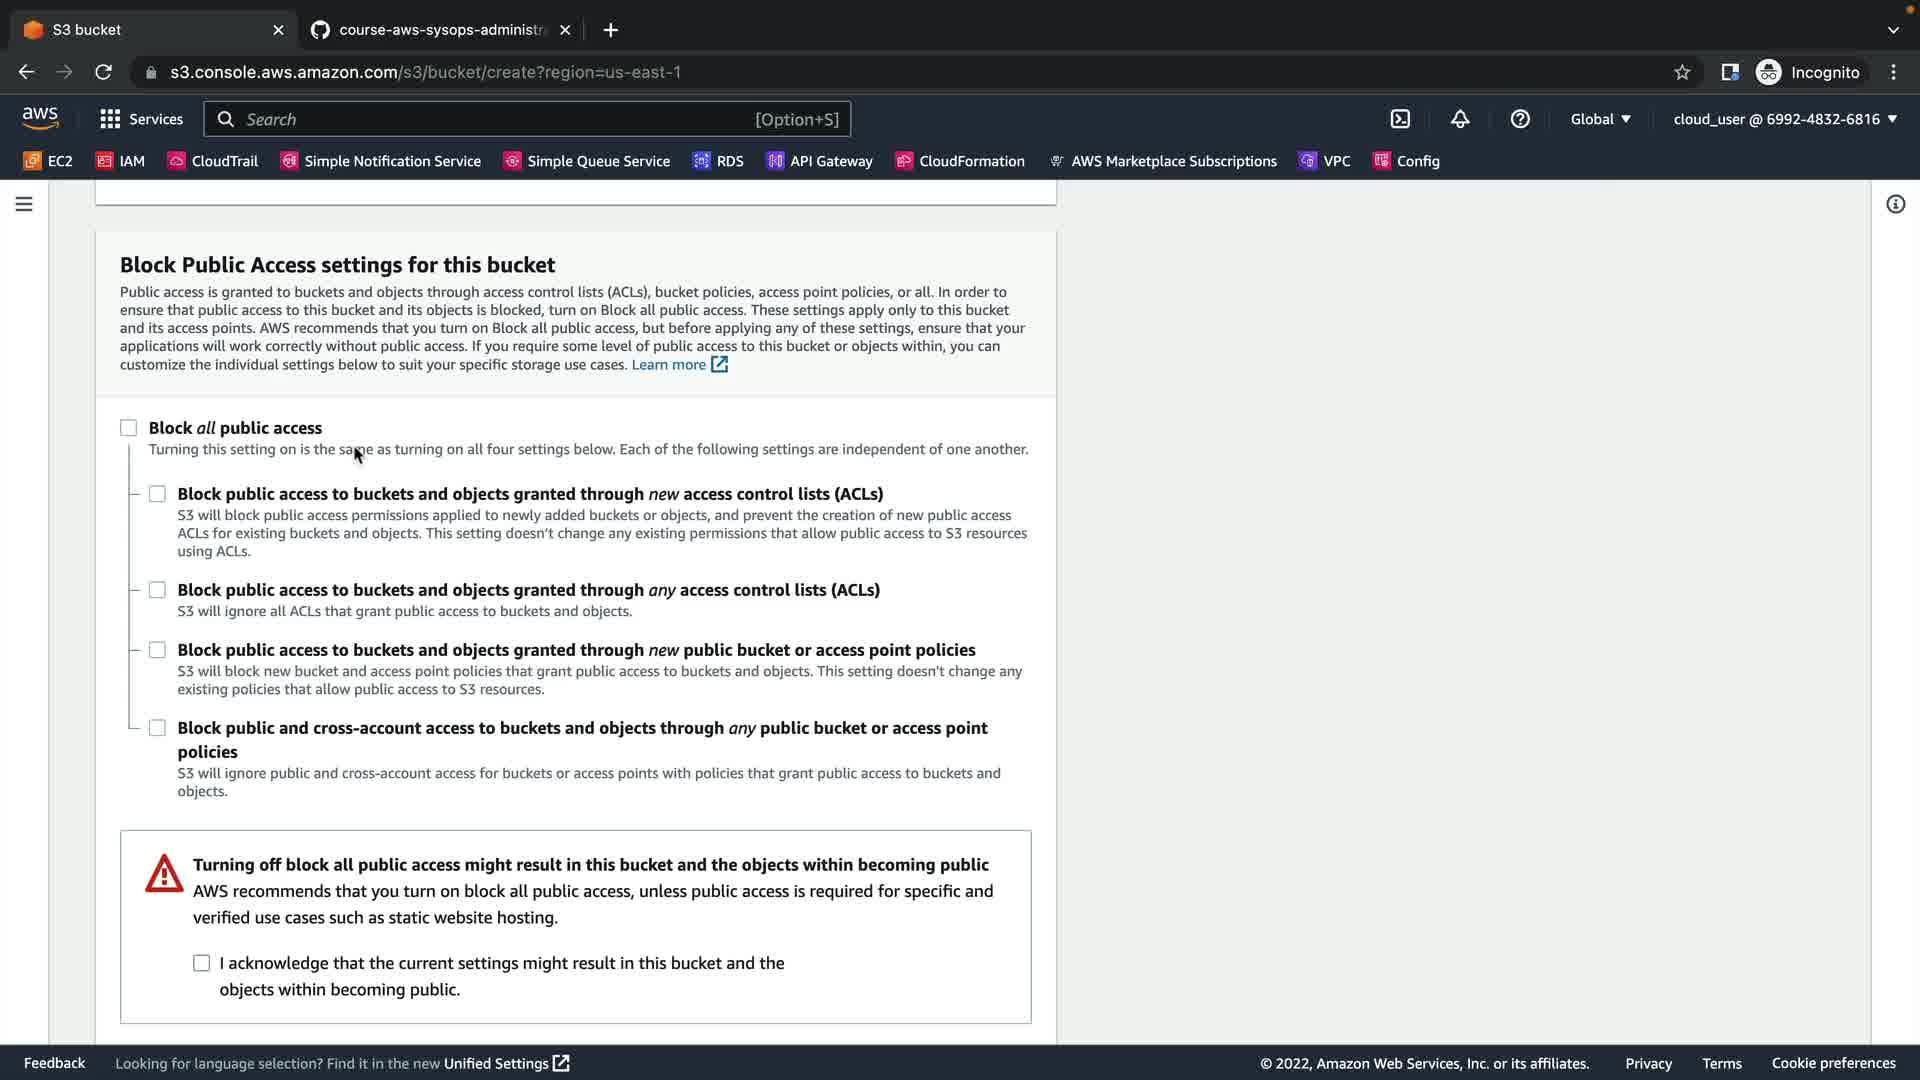 S3 bucket
course-aws-sysops-administr
s3.console.aws.amazon.com/s3/bucket/create?region=us-east-1
Incognito
aws
Services
Search
[Option+S]
Global
cloud_user @ 6992-4832-6816
EC2
IAM
CloudTrail
Simple Notification Service
Simple Queue Service
RDS
API Gateway
CloudFormation
AWS Marketplace Subscriptions
VPC
Config
Block Public Access settings for this bucket
Public access is granted to buckets and objects through access control lists (ACLs), bucket policies, access point policies, or all. In order to
ensure that public access to this bucket and its objects is blocked, turn on Block all public access. These settings apply only to this bucket
and its access points. AWS recommends that you turn on Block all public access, but before applying any of these settings, ensure that your
applications will work correctly without public access. If you require some level of public access to this bucket or objects within, you can
customize the individual settings below to suit your specific storage use cases. Learn more
Block all public access
Turning this setting on is the same as turning on all four settings below. Each of the following settings are independent of one another.
Block public access to buckets and objects granted through new access control lists (ACLs)
S3 will block public access permissions applied to newly added buckets or objects, and prevent the creation of new public access
ACLs for existing buckets and objects. This setting doesn't change any existing permissions that allow public access to S3 resources
using ACLs.
Block public access to buckets and objects granted through any access control lists (ACLs)
S3 will ignore all ACLs that grant public access to buckets and objects.
Block public access to buckets and objects granted through new public bucket or access point policies
S3 will block new bucket and access point policies that grant public access to buckets and objects. This setting doesn't change any
existing policies that allow public access to S3 resources.
Block public and cross-account access to buckets and objects through any public bucket or access point
policies
S3 will ignore public and cross-account access for buckets or access points with policies that grant public access to buckets and
objects.
Turning off block all public access might result in this bucket and the objects within becoming public
AWS recommends that you turn on block all public access, unless public access is required for specific and
verified use cases such as static website hosting.
I acknowledge that the current settings might result in this bucket and the
objects within becoming public.
Feedback
Looking for language selection? Find it in the new Unified Settings
© 2022, Amazon Web Services, Inc. or its affiliates.
Privacy
Terms
Cookie preferences